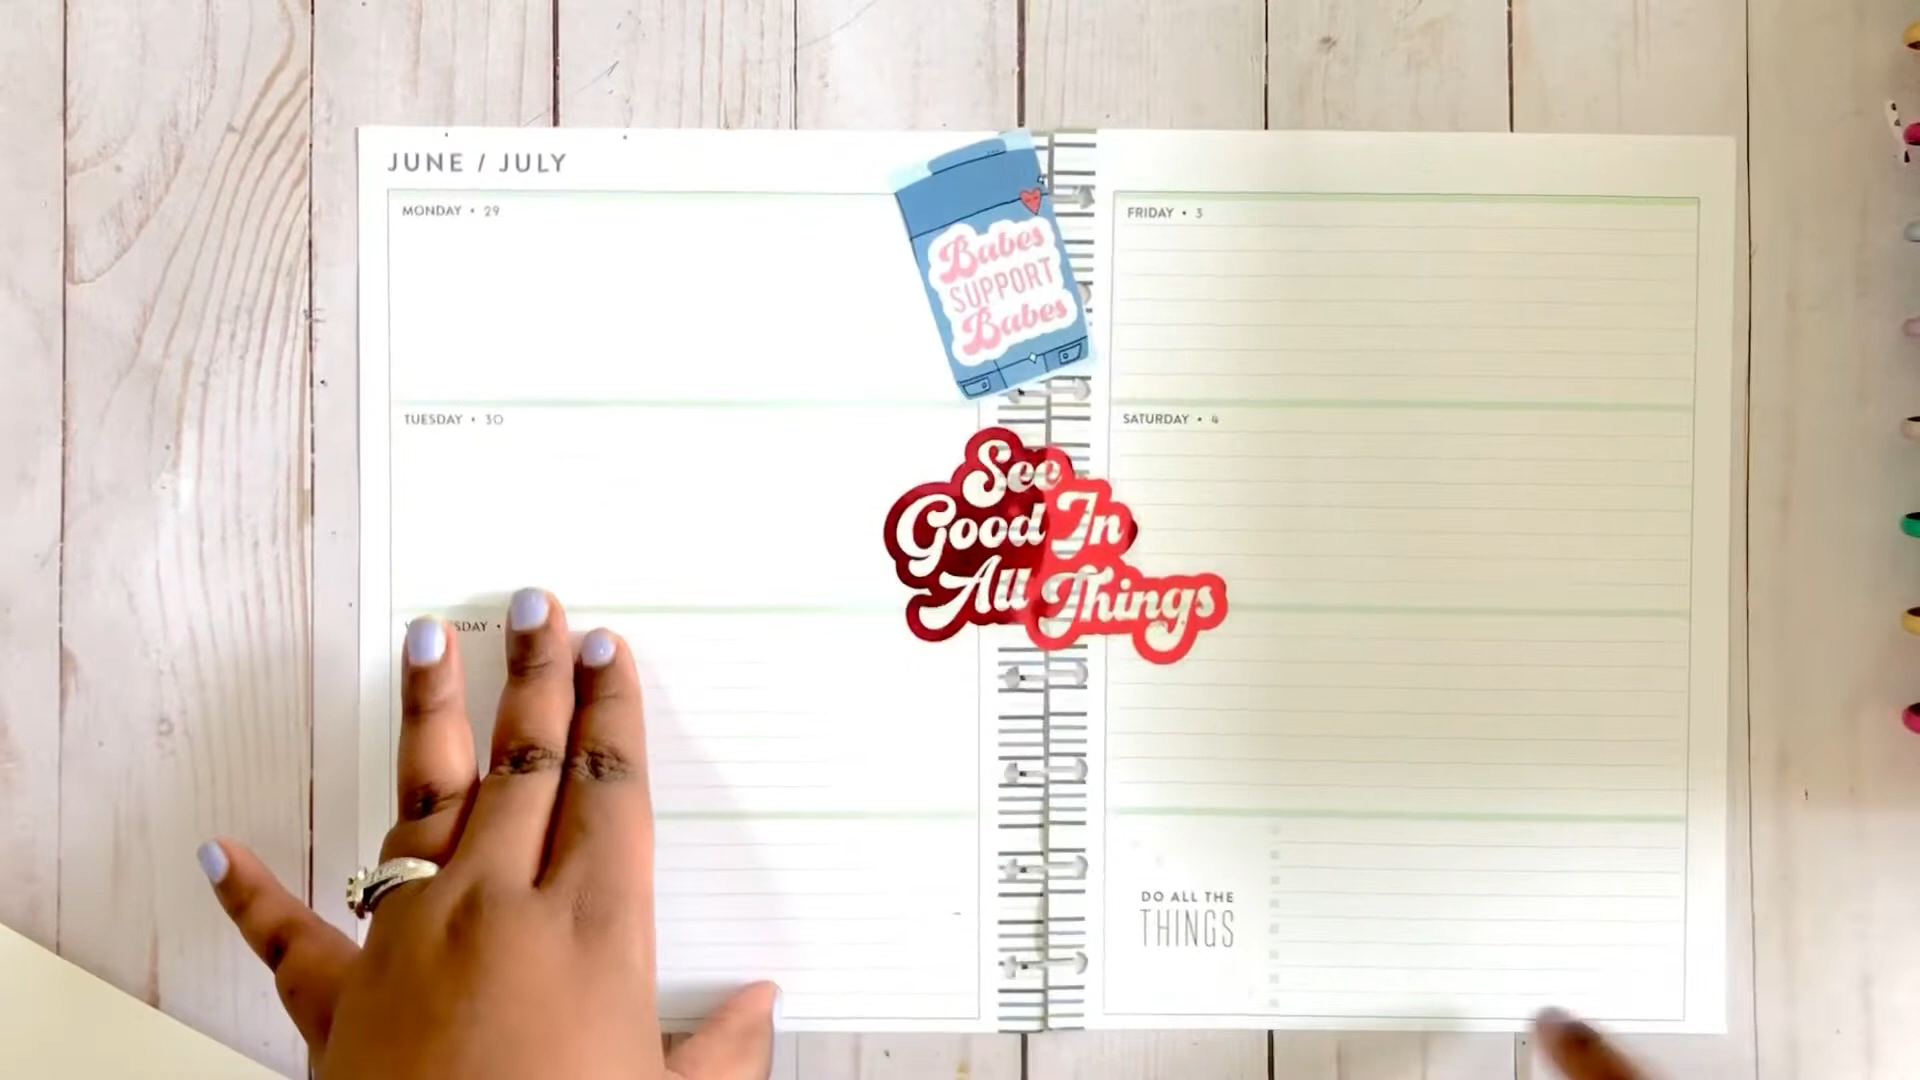 JUNE / JULY
MONDAY • 29
TUESDAY • 30
SDAY •
Babes
SUPPORT
Babes
See
Good In
All Things
FRIDAY • 3
SATURDAY • 4
DO ALL THE
THINGS